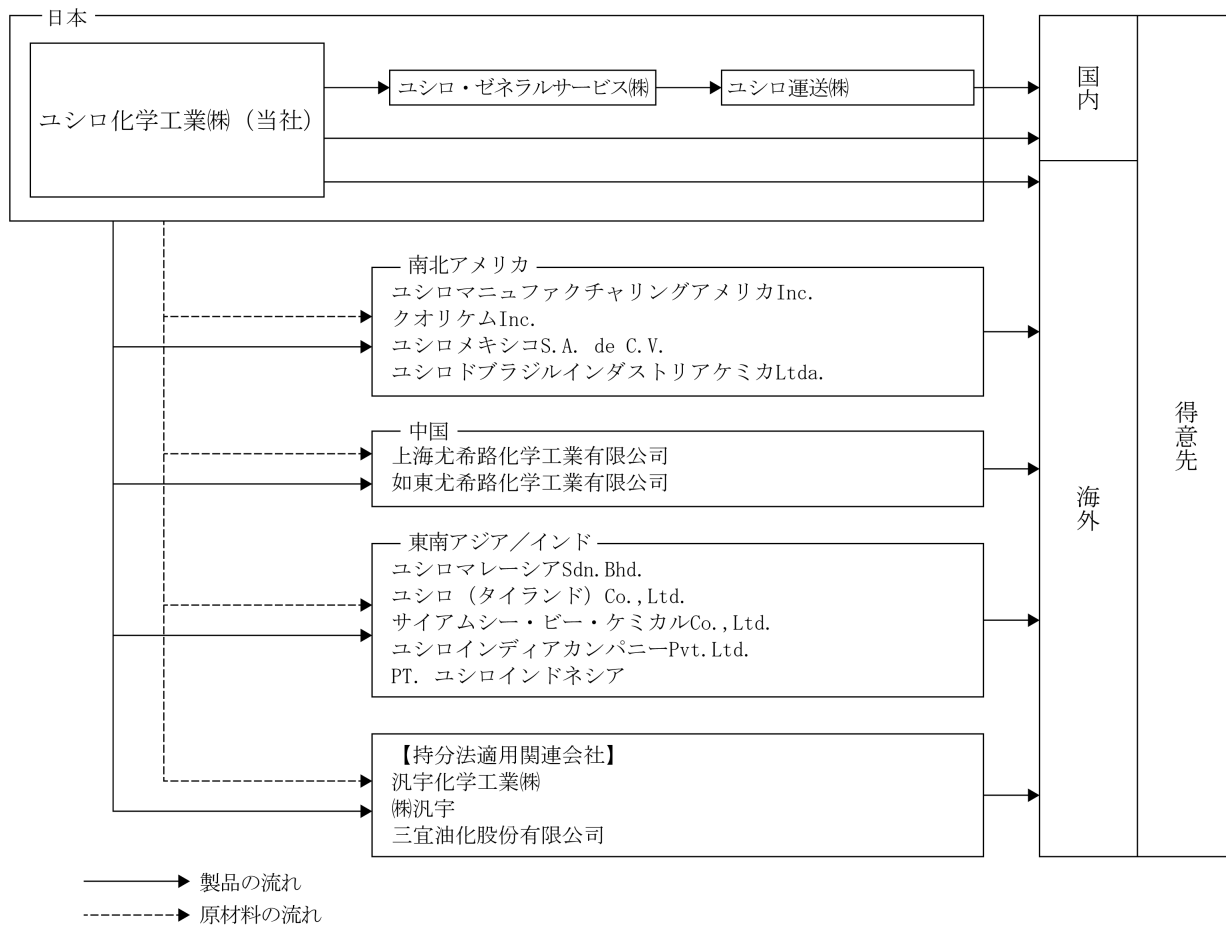 日本
ユシロ化学工業㈱（当社）
ユシロ・ゼネラルサービス㈱
ユシロ運送㈱
国内
海外
得意先
南北アメリカ
ユシロマニュファクチャリングアメリカInc.
クオリケムInc.
ユシロメキシコS.A. de C.V.
ユシロドブラジルインダストリアケミカLtda.
中国
上海尤希路化学工業有限公司
如東尤希路化学工業有限公司
東南アジア／インド
ユシロマレーシアSdn.Bhd.
ユシロ（タイランド）Co.,Ltd.
サイアムシー・ビー・ケミカルCo.,Ltd.
ユシロインディアカンパニーPvt.Ltd.
PT. ユシロインドネシア
【持分法適用関連会社】
汎宇化学工業㈱
㈱汎宇
三宜油化股份有限公司
製品の流れ
原材料の流れ